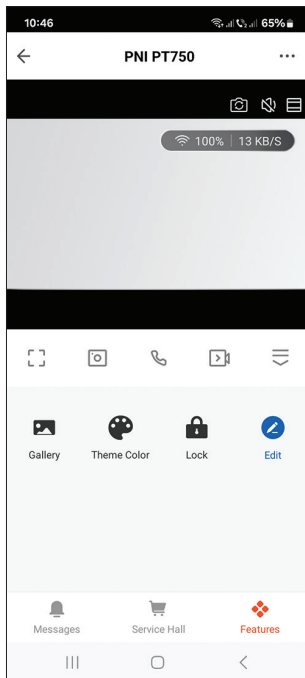 10:46 65%
PNI PT750
100% | 13 KB/S
Gallery Theme Color Lock Edit
Messages Service Hall Features